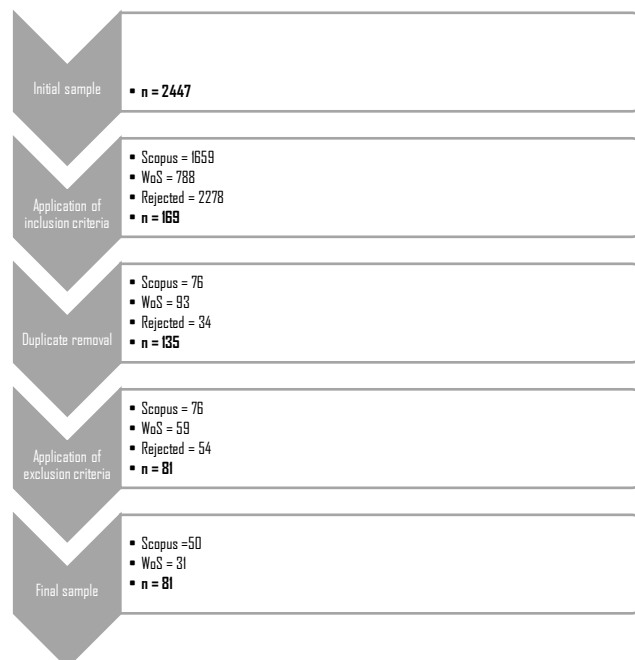 Initial sample
▪ n = 2447
Application of
inclusion criteria
▪ Scopus = 1659
▪ WoS = 788
▪ Rejected = 2278
▪ n = 169
Duplicate removal
▪ Scopus = 76
▪ WoS = 93
▪ Rejected = 34
▪ n = 135
Application of
exclusion criteria
▪ Scopus = 76
▪ WoS = 59
▪ Rejected = 54
▪ n = 81
Final sample
▪ Scopus =50
▪ WoS = 31
▪ n = 81